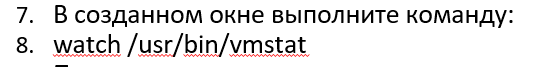 7. В созданном окне выполните команду:
8. watch /usr/bin/vmstat